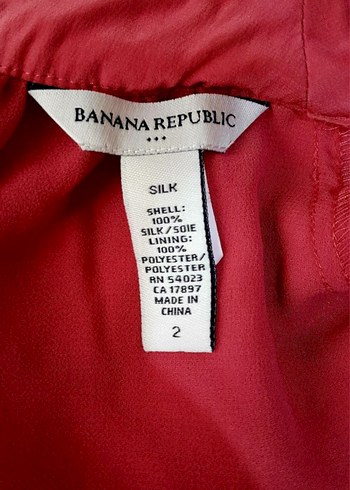 BANANA REPUBLIC
SILK
SHELL:
100%
SILK/SOIE
LINING:
100%
POLYESTER/
POLYESTER
RN 54023
CA 17897
MADE IN
CHINA
2